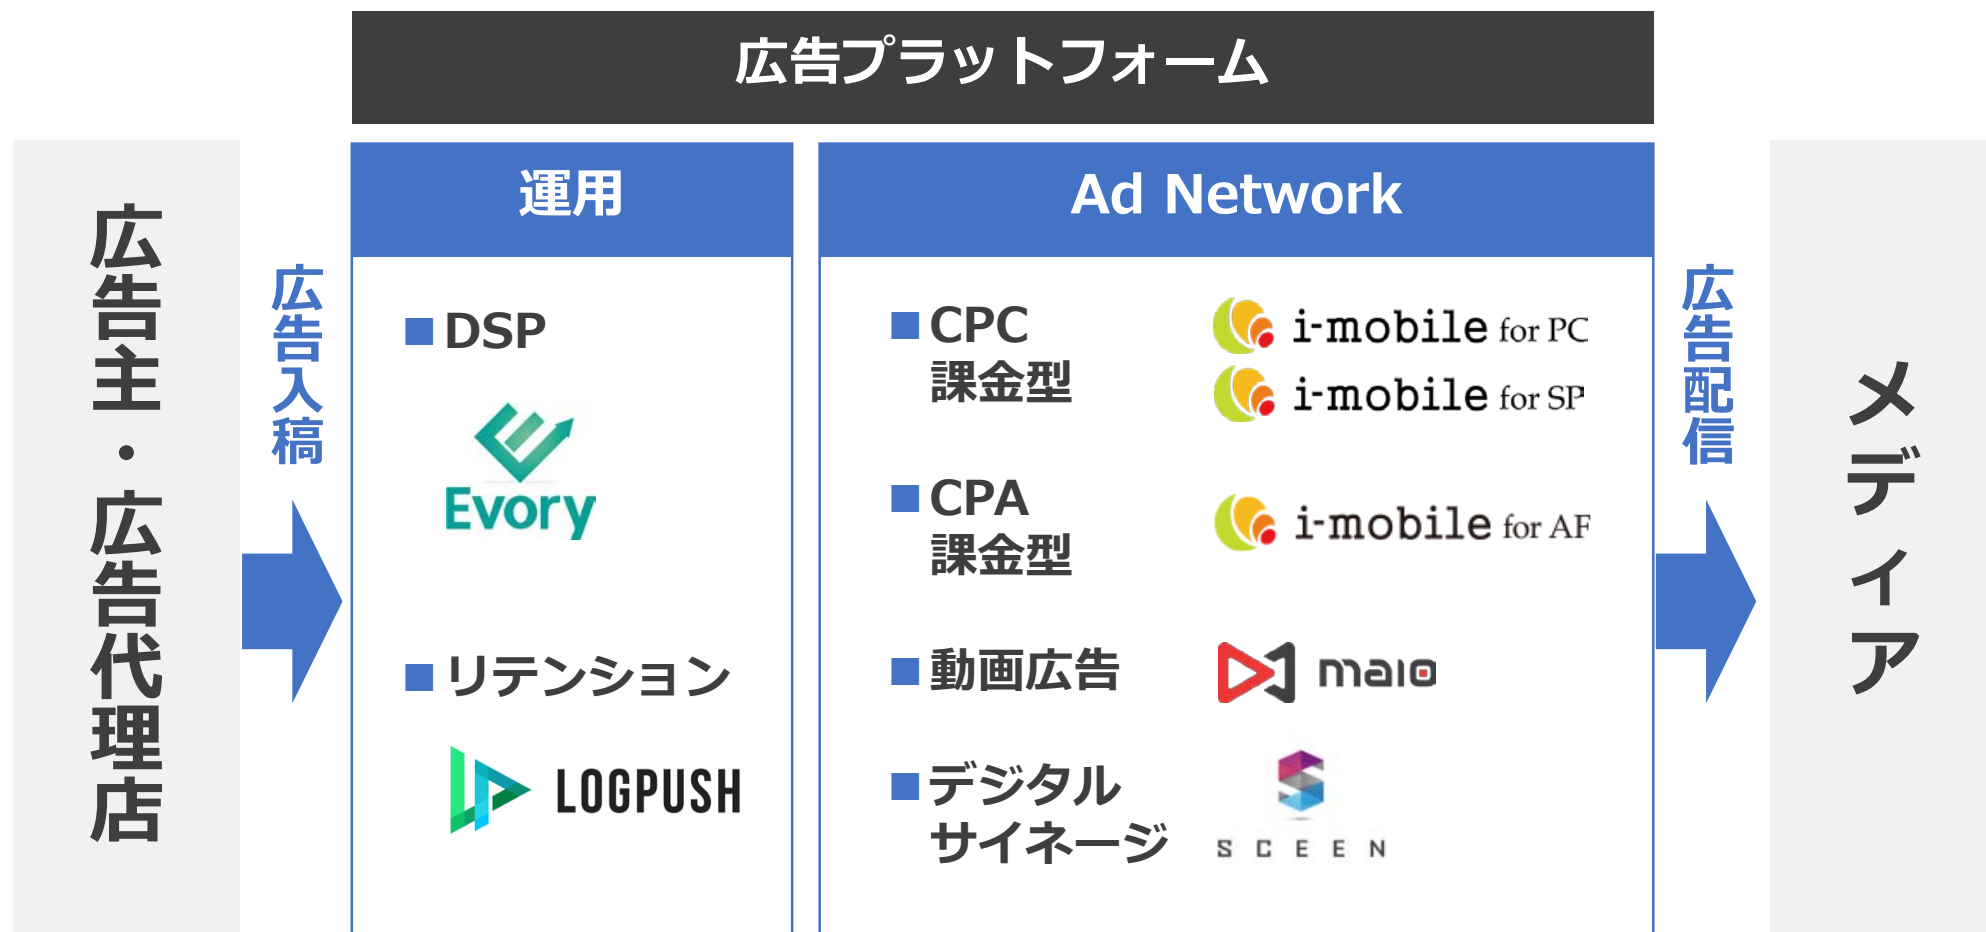 広告プラットフォーム
広告主・広告代理店
広告入稿
運用
■DSP
Evory
■リテンション
LOGPUSH
Ad Network
■CPC
課金型
i-mobile for PC
i-mobile for SP
■CPA
課金型
i-mobile for AF
■動画広告
maio
■デジタル
サイネージ
SCEEN
広告配信
メディア